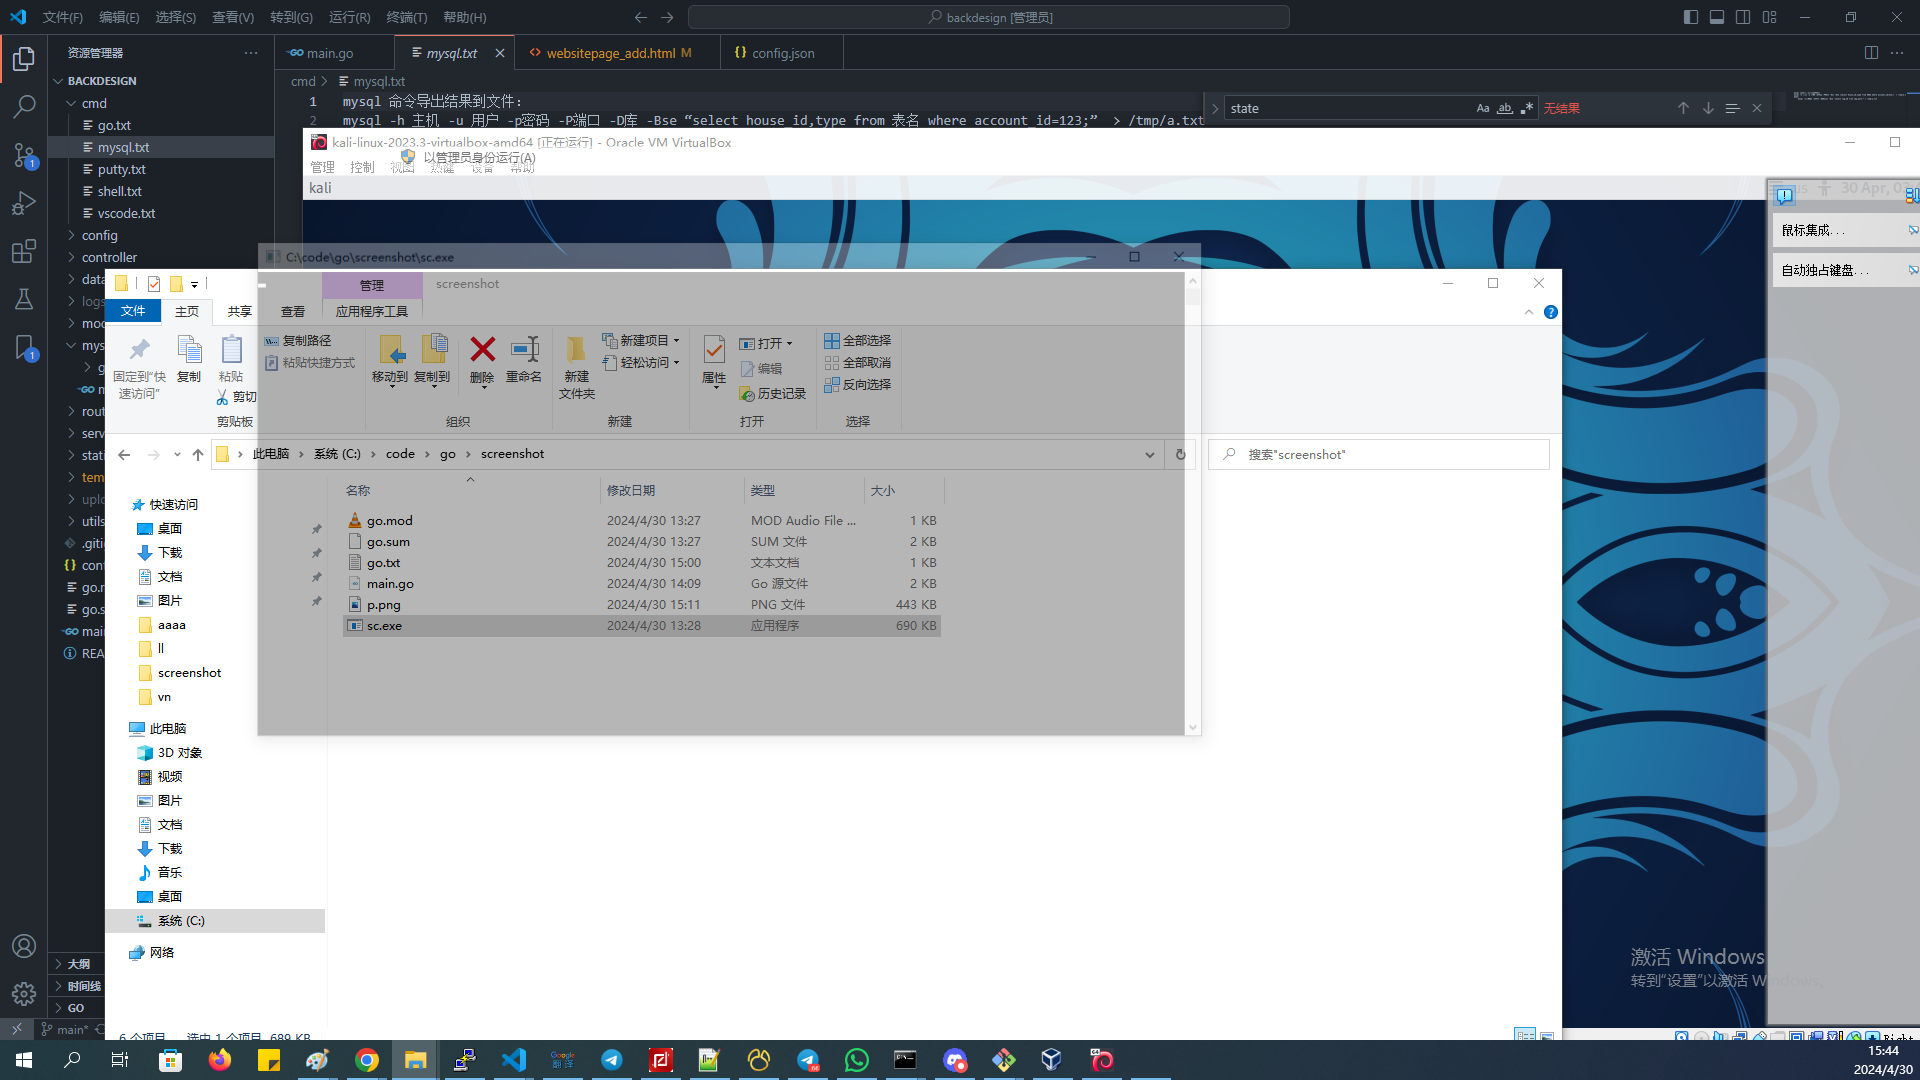 文件(F) 编辑(E) 选择(S) 查看(V) 转到(G) 运行(R) 终端(T) 帮助(H)
backdesign [管理员]
资源管理器
main.go
mysql.txt
websitepage_add.html M
config.json
BACKDESIGN
cmd
go.txt
mysql.txt
putty.txt
shell.txt
vscode.txt
config
controller
data
logs
mod
mys
g
m
rout
serv
stati
tem
uplo
utils
.giti
conf
go.r
go.s
mair
REA
大纲
时间线
GO
main*
cmd > mysql.txt
1 mysql 命令导出结果到文件:
2 mysql -h 主机 -u 用户 -p密码 -P端口 -D库 -Bse “select house_id,type from 表名 where account_id=123;” > /tmp/a.txt
state
Aa ab .*
无结果
kali-linux-2023.3-virtualbox-amd64 [正在运行] - Oracle VM VirtualBox
以管理员身份运行(A)
管理 控制 视图 热键 设备 帮助
kali
30 Apr, 03
鼠标集成...
自动独占键盘...
C:\code\go\screenshot\sc.exe
管理 screenshot
文件 主页 共享 查看 应用程序工具
固定到“快速访问”
复制
粘贴
复制路径
粘贴快捷方式
剪切
剪贴板
移动到 复制到 删除 重命名
组织
新建文件夹
新建项目
轻松访问
新建
属性
打开
编辑
历史记录
打开
全部选择
全部取消
反向选择
选择
此电脑 > 系统 (C:) > code > go > screenshot
搜索"screenshot"
名称 修改日期 类型 大小
go.mod 2024/4/30 13:27 MOD Audio File ... 1 KB
go.sum 2024/4/30 13:27 SUM 文件 2 KB
go.txt 2024/4/30 15:00 文本文档 1 KB
main.go 2024/4/30 14:09 Go 源文件 2 KB
p.png 2024/4/30 15:11 PNG 文件 443 KB
sc.exe 2024/4/30 13:28 应用程序 690 KB
快速访问
桌面
下载
文档
图片
aaaa
ll
screenshot
vn
此电脑
3D 对象
视频
图片
文档
下载
音乐
桌面
系统 (C:)
网络
6 个项目 选中 1 个项目 689 KB
激活 Windows
转到“设置”以激活 Windows。
Right
Google
翻译
15:44
2024/4/30